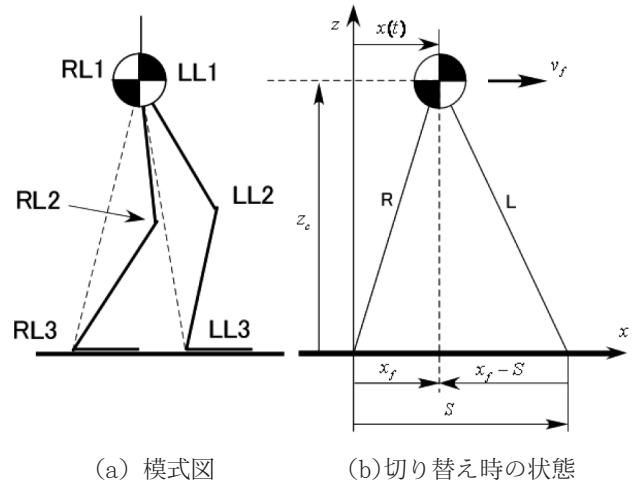 RL1
LL1
RL2
LL2
RL3
LL3
z
x(t)
v_f
z_c
R
L
x
x_f
x_f − S
S
(a) 模式図
(b)切り替え時の状態